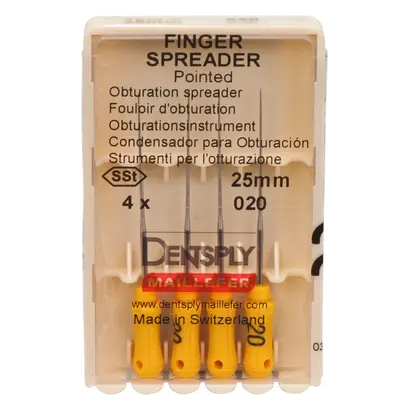 FINGER
SPREADER
Pointed
Obturation spreader
Fouloir d'obturation
Obturationsinstrument
Condensador para Obturación
Strumenti per l'otturazione
SSt 25mm
4 x 020
DENTSPLY
MAILLEFER
www.dentsplymaillefer.com
Made in Switzerland
20